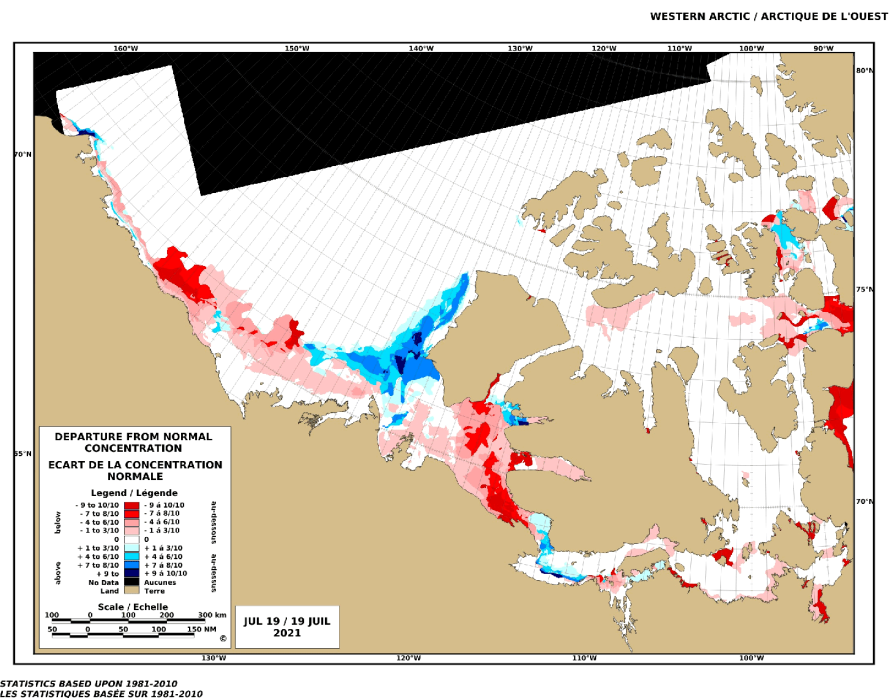 WESTERN ARCTIC / ARCTIQUE DE L'OUEST
160°W 150°W 140°W 130°W 120°W 110°W 100°W 90°W
80°N
70°N
75°N
65°N
70°N
DEPARTURE FROM NORMAL
CONCENTRATION
ECART DE LA CONCENTRATION
NORMALE
Legend / Légende
- 9 to 10/10 - 9 à 10/10
- 7 to 8/10 - 7 à 8/10
- 4 to 6/10 - 4 à 6/10
- 1 to 3/10 - 1 à 3/10
0 0
+ 1 to 3/10 + 1 à 3/10
+ 4 to 6/10 + 4 à 6/10
+ 7 to 8/10 + 7 à 8/10
+ 9 to + 9 à 10/10
No Data Aucunes
Land Terre
below
above
au-dessous
au-dessus
Scale / Echelle
100 0 100 200 300 km
50 0 50 100 150 NM
©
JUL 19 / 19 JUIL
2021
130°W 120°W 110°W 100°W
STATISTICS BASED UPON 1981-2010
LES STATISTIQUES BASÉE SUR 1981-2010